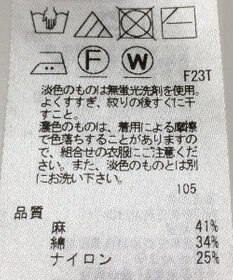 F W
F23T
淡色のものは無蛍光洗剤を使用。
よくすすぎ、絞りの後すぐに干
すこと。
濃色のものは、着用による摩擦
で色落ちすることがありますの
で、組合せの衣服にご注意くださ
い。また、淡色のものとは別
にお洗い下さい。
105
品質
麻 41%
綿 34%
ナイロン 25%